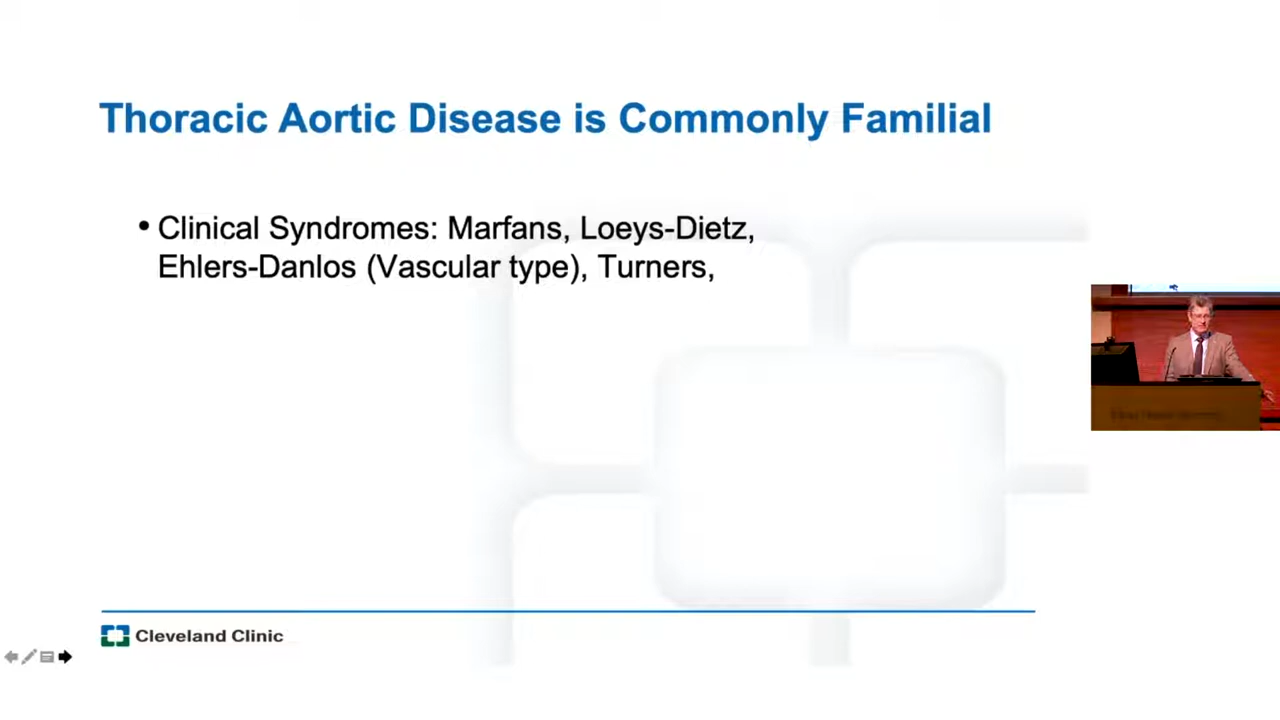 Thoracic Aortic Disease is Commonly Familial
• Clinical Syndromes: Marfans, Loeys-Dietz,
Ehlers-Danlos (Vascular type), Turners,
Cleveland Clinic